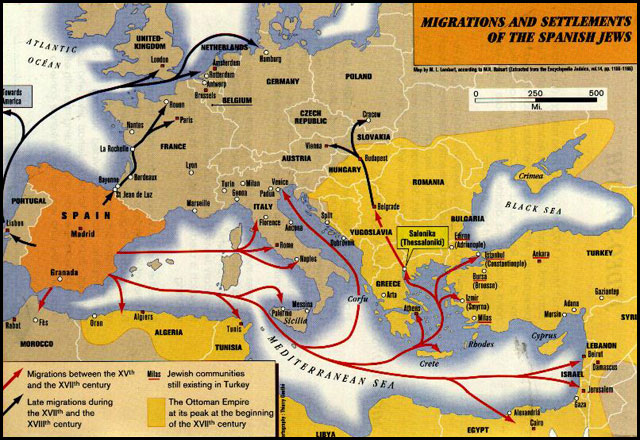 MIGRATIONS AND SETTLEMENTS
OF THE SPANISH JEWS
0 250 500
Mi.
ATLANTIC
OCÉAN
UNITED-
KINGDOM
London
NETHERLANDS
Amsterdam
Rotterdam
Antwerp
Brussels
BELGIUM
Hamburg
GERMANY
POLAND
Towards
America
Rouen
Paris
Nantes
La Rochelle
FRANCE
Bordeaux
Bayonne
St Jean de Luz
Lyon
Marseille
CZECH
REPUBLIC
Cracow
SLOVAKIA
Vienna
AUSTRIA
Budapest
HUNGARY
ROMANIA
Crimea
Turin
Milan
Venice
Genoa
Padua
ITALY
Florence
Ancona
Split
Dubrovnik
Rome
Naples
Belgrade
YUGOSLAVIA
BULGARIA
BLACK SEA
PORTUGAL
Lisbon
SPAIN
Madrid
Granada
Salonika
(Thessaloniki)
Edirne
(Adrianople)
Istanbul
(Constantiople)
Ankara
TURKEY
Bursa
(Brousse)
GREECE
Arta
Athens
Izmir
(Smyrna)
Milas
Gaziantep
Adana
Mersin
SYRI
Corfu
Messina
Palermo
Sicilia
Rabat
Fès
MOROCCO
Oran
Algiers
ALGERIA
Tunis
TUNISIA
MEDITERRANEAN SEA
Crete
Rhodes
Cyprus
LEBANON
Beirut
Damascus
ISRAEL
Jerusalem
Gaza
Alexandria
Cairo
EGYPT
LIBYA
Migrations between the XVth
and the XVIIth century
Late migrations during
the XVIIth and the
XVIIIth century
Milas Jewish communities
still existing in Turkey
The Ottoman Empire
at its peak at the beginning
of the XVIIth century